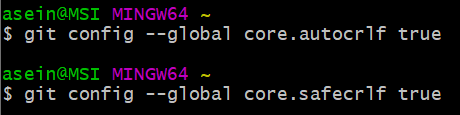 asein@MSI MINGW64 ~
$ git config --global core.autocrlf true
asein@MSI MINGW64 ~
$ git config --global core.safecrlf true